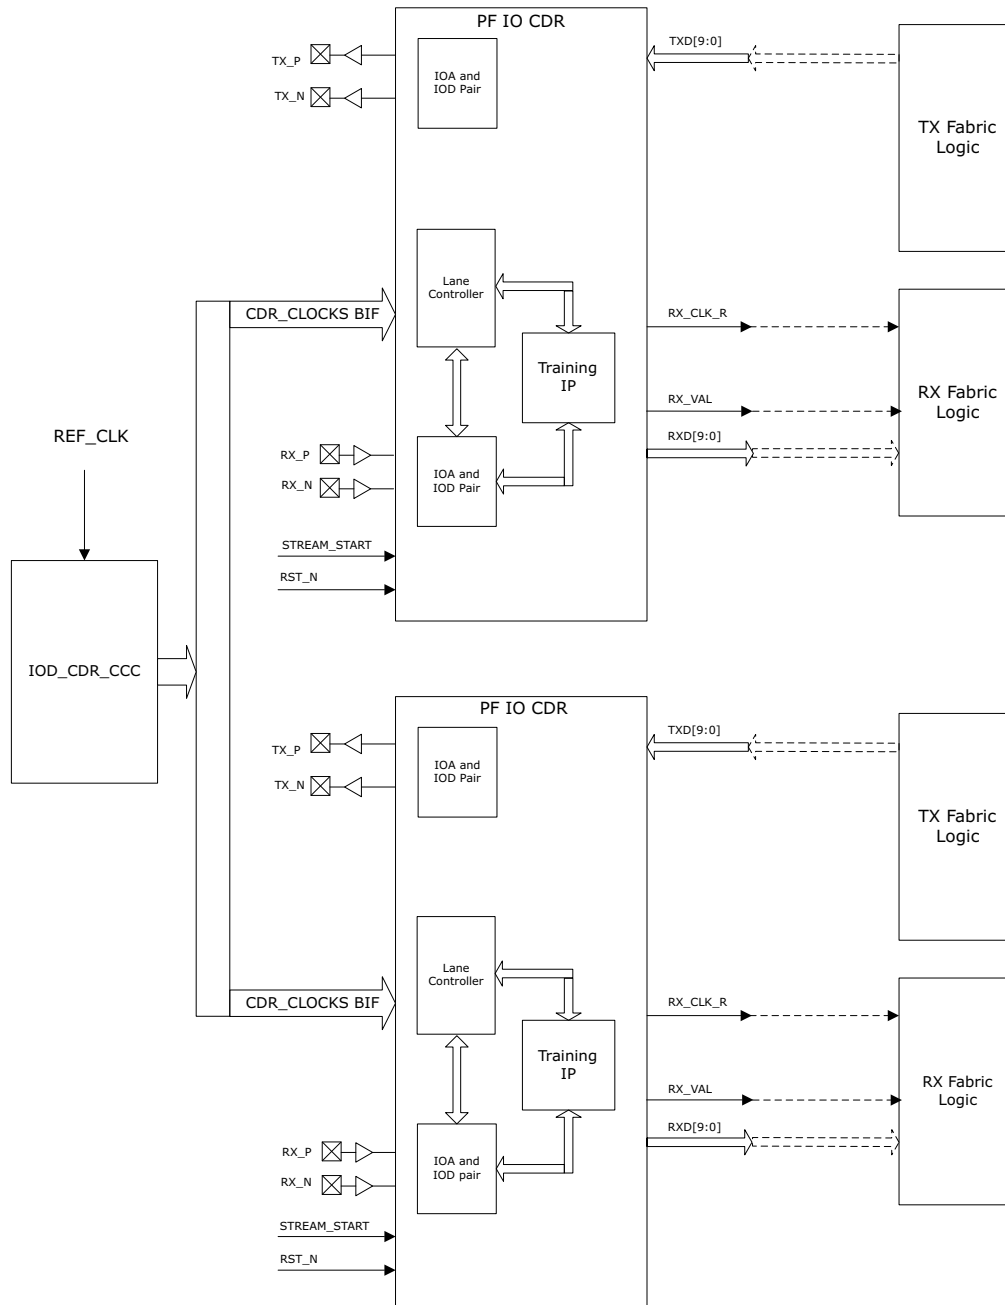 PF IO CDR
TX_P
TX_N
IOA and
IOD Pair
TXD[9:0]
TX Fabric
Logic
Lane
Controller
CDR_CLOCKS BIF
Training
IP
RX_CLK_R
RX_VAL
RXD[9:0]
RX Fabric
Logic
REF_CLK
RX_P
RX_N
IOA and
IOD Pair
STREAM_START
RST_N
IOD_CDR_CCC
PF IO CDR
TX_P
TX_N
IOA and
IOD Pair
TXD[9:0]
TX Fabric
Logic
Lane
Controller
CDR_CLOCKS BIF
Training
IP
RX_CLK_R
RX_VAL
RXD[9:0]
RX Fabric
Logic
RX_P
RX_N
IOA and
IOD pair
STREAM_START
RST_N